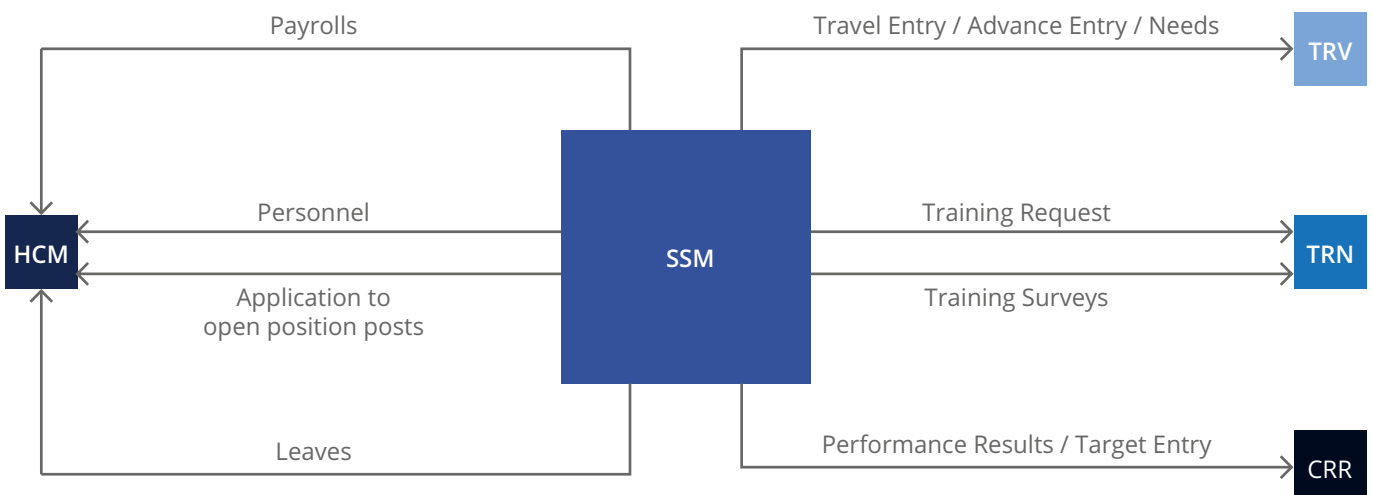 Payrolls
Travel Entry / Advance Entry / Needs
TRV
Personnel
Training Request
HCM
SSM
TRN
Application to
open position posts
Training Surveys
Leaves
Performance Results / Target Entry
CRR